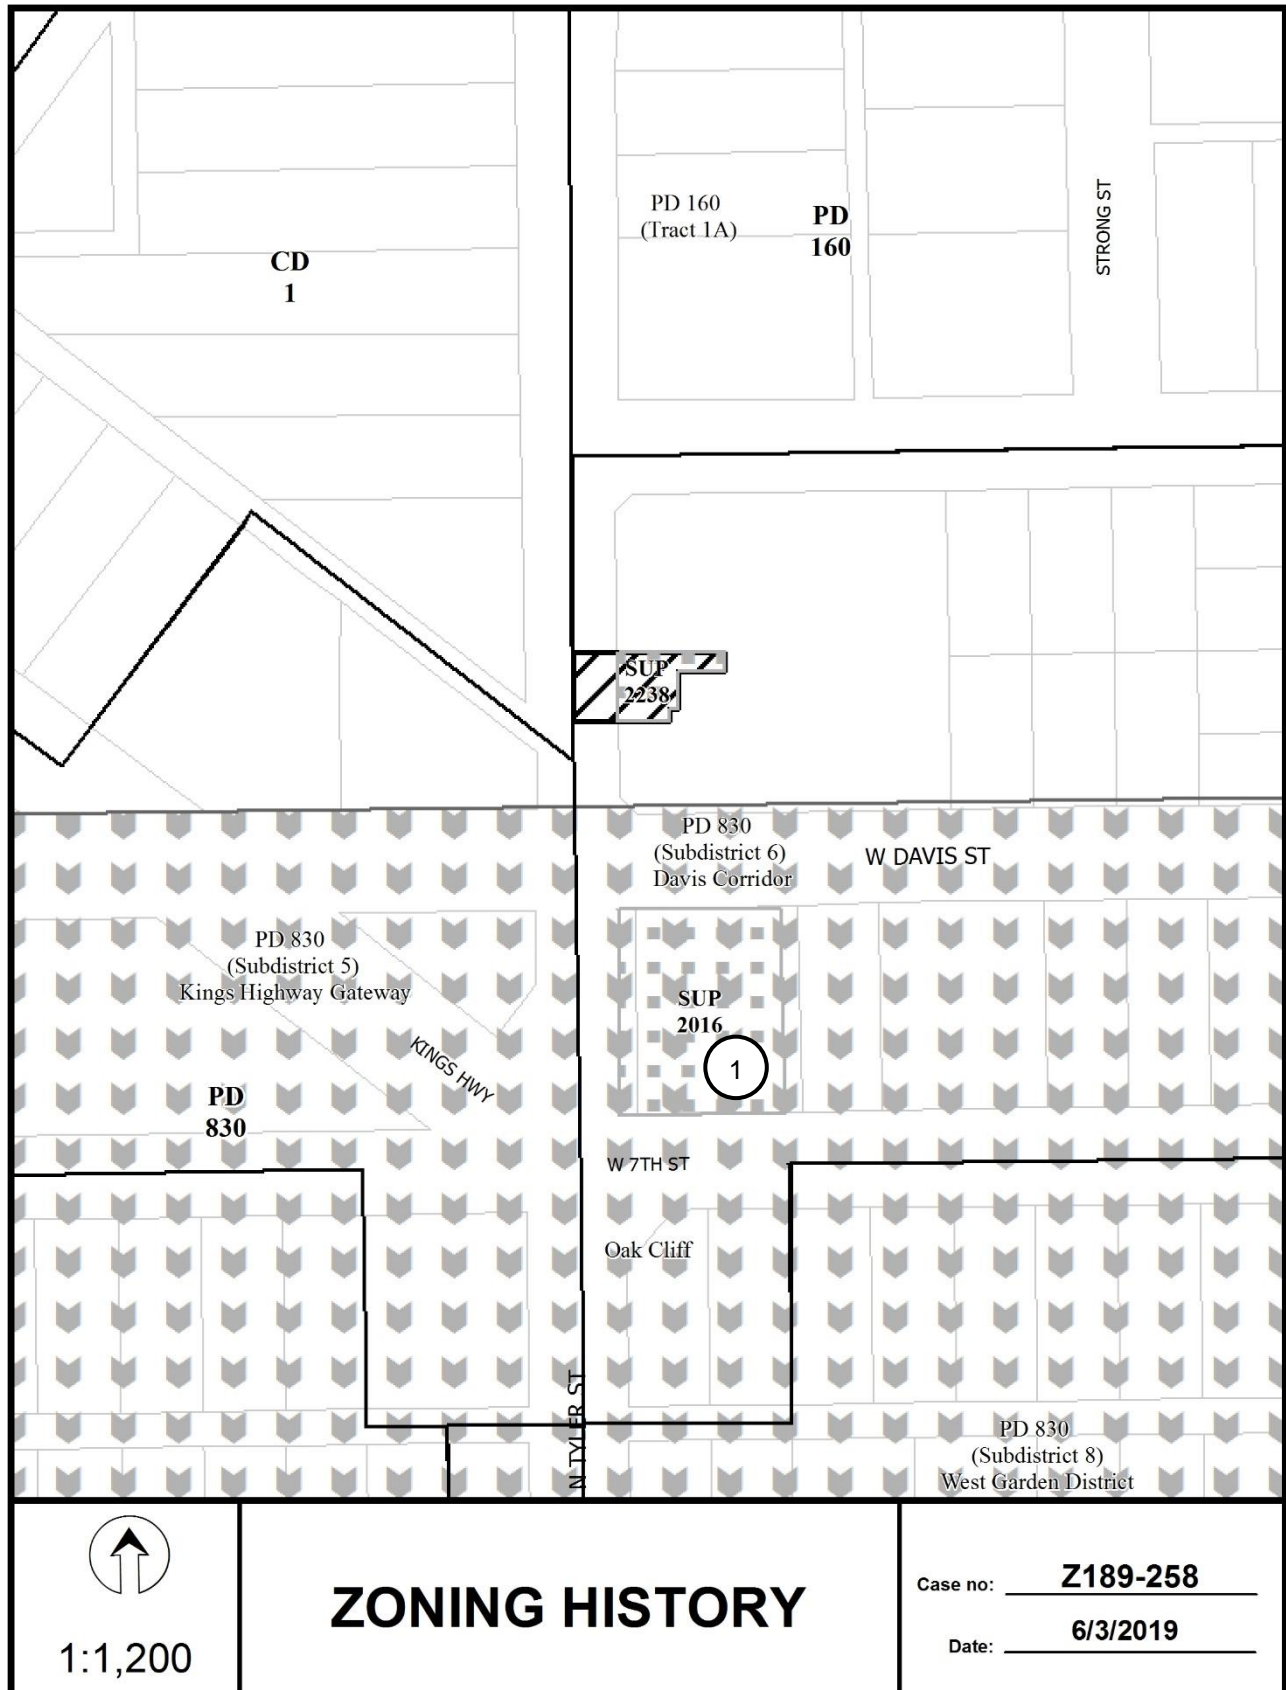 PD 160
(Tract 1A)
PD
160
STRONG ST
CD
1
SUP
2238
PD 830
(Subdistrict 6)
Davis Corridor
W DAVIS ST
PD 830
(Subdistrict 5)
Kings Highway Gateway
SUP
2016
1
KINGS HWY
PD
830
W 7TH ST
Oak Cliff
N TYLER ST
PD 830
(Subdistrict 8)
West Garden District
1:1,200
ZONING HISTORY
Case no: Z189-258
Date: 6/3/2019